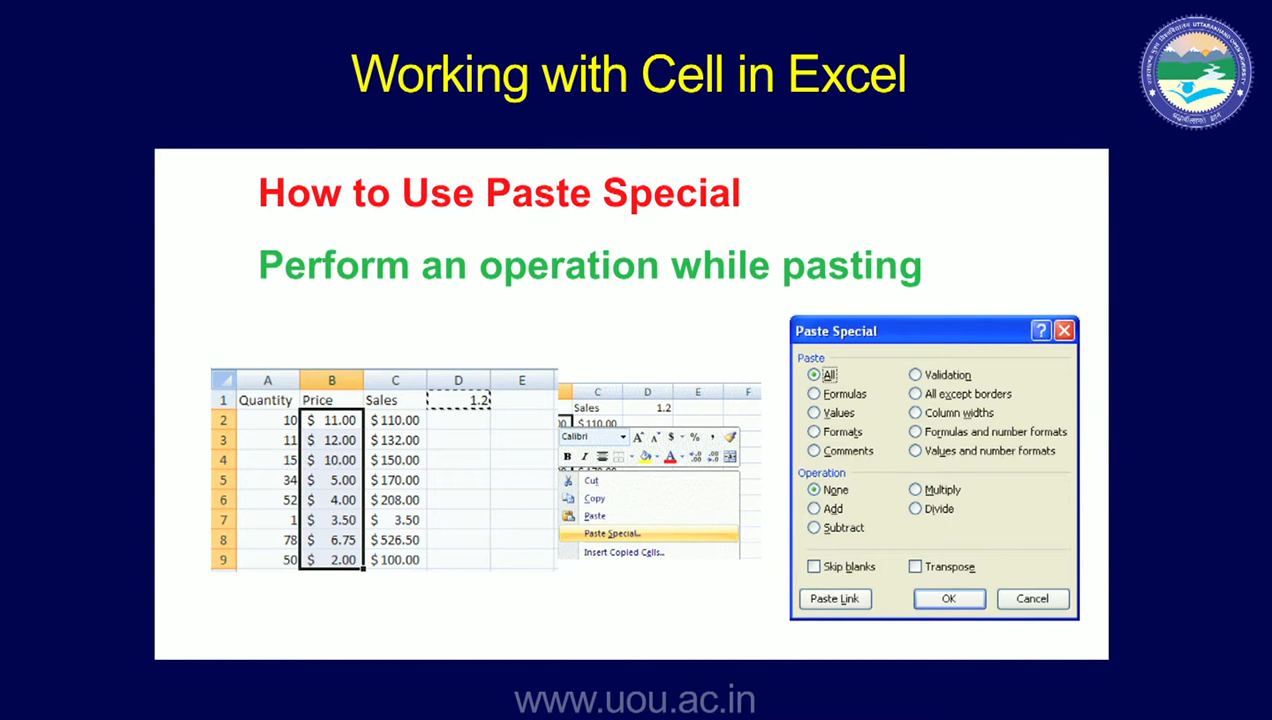 Working with Cell in Excel
How to Use Paste Special
Perform an operation while pasting
A B C D E
1 Quantity Price Sales 1.2
2 10 $ 11.00 $ 110.00
3 11 $ 12.00 $ 132.00
4 15 $ 10.00 $ 150.00
5 34 $ 5.00 $ 170.00
6 52 $ 4.00 $ 208.00
7 1 $ 3.50 $ 3.50
8 78 $ 6.75 $ 526.50
9 50 $ 2.00 $ 100.00
C D E F
Sales 1.2
$ 110.00
Calibri A A $ % ,
B I A
Cut
Copy
Paste
Paste Special...
Insert Copied Cells...
Paste Special
Paste
All Validation
Formulas All except borders
Values Column widths
Formats Formulas and number formats
Comments Values and number formats
Operation
None Multiply
Add Divide
Subtract
Skip blanks Transpose
Paste Link OK Cancel
www.uou.ac.in